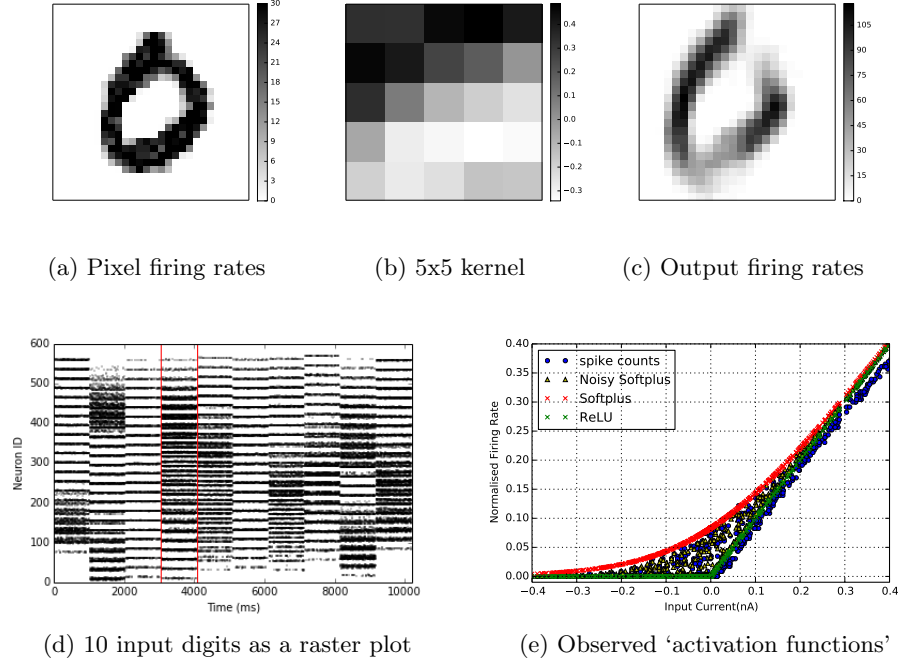 30
27
24
21
18
15
12
9
6
3
0
0.4
0.3
0.2
0.1
0.0
−0.1
−0.2
−0.3
105
90
75
60
45
30
15
0
(a) Pixel firing rates
(b) 5x5 kernel
(c) Output firing rates
600
500
400
300
200
100
0
Neuron ID
0 2000 4000 6000 8000 10000
Time (ms)
0.40
0.35
0.30
0.25
0.20
0.15
0.10
0.05
0.00
Normalised Firing Rate
spike counts
Noisy Softplus
Softplus
ReLU
−0.4 −0.3 −0.2 −0.1 0.0 0.1 0.2 0.3 0.4
Input Current(nA)
(d) 10 input digits as a raster plot
(e) Observed ‘activation functions’